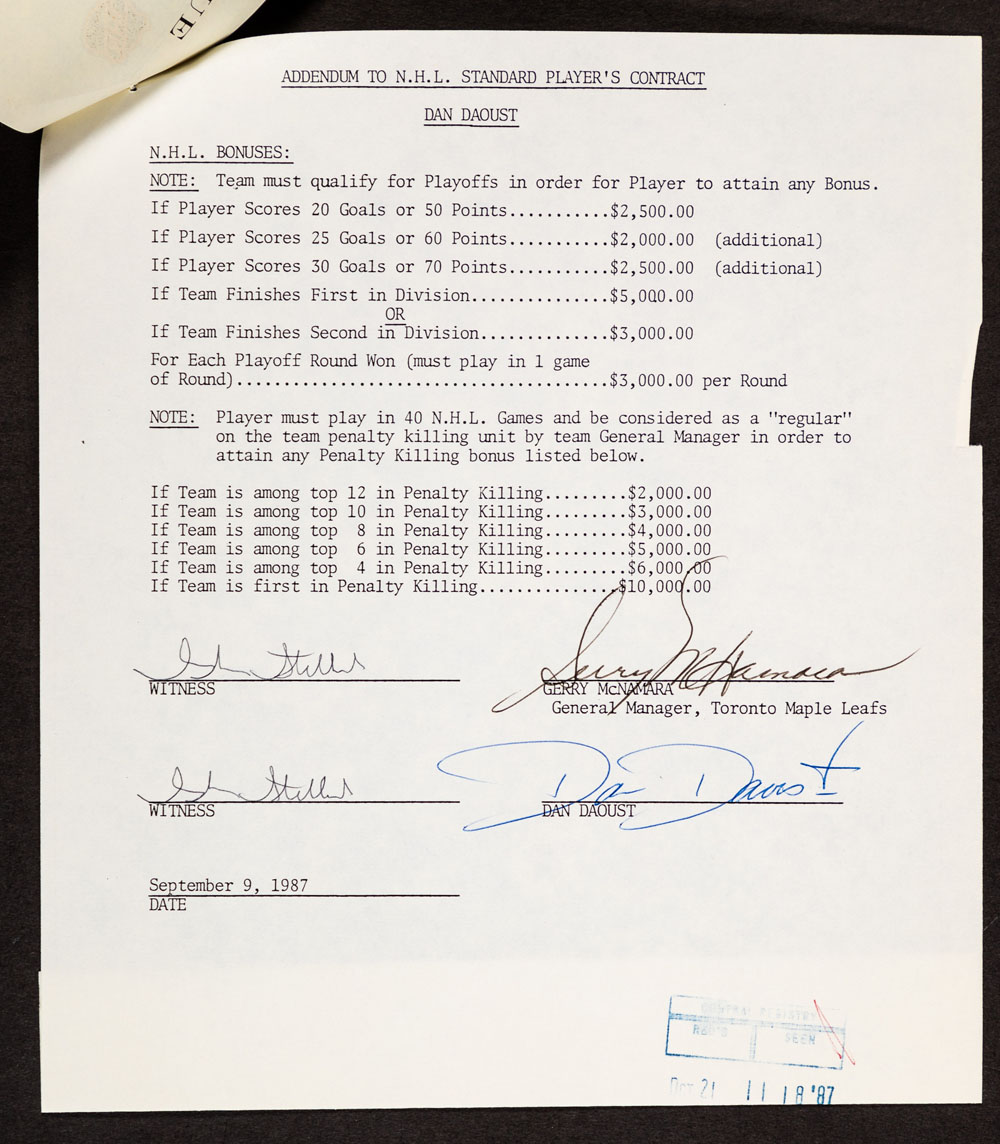 UE
ADDENDUM TO N.H.L. STANDARD PLAYER'S CONTRACT
DAN DAOUST
N.H.L. BONUSES:
NOTE: Team must qualify for Playoffs in order for Player to attain any Bonus.
If Player Scores 20 Goals or 50 Points...........$2,500.00
If Player Scores 25 Goals or 60 Points...........$2,000.00 (additional)
If Player Scores 30 Goals or 70 Points...........$2,500.00 (additional)
If Team Finishes First in Division...............$5,000.00
OR
If Team Finishes Second in Division..............$3,000.00
For Each Playoff Round Won (must play in 1 game
of Round)........................................$3,000.00 per Round
NOTE: Player must play in 40 N.H.L. Games and be considered as a "regular"
on the team penalty killing unit by team General Manager in order to
attain any Penalty Killing bonus listed below.
If Team is among top 12 in Penalty Killing.........$2,000.00
If Team is among top 10 in Penalty Killing.........$3,000.00
If Team is among top 8 in Penalty Killing.........$4,000.00
If Team is among top 6 in Penalty Killing.........$5,000.00
If Team is among top 4 in Penalty Killing.........$6,000.00
If Team is first in Penalty Killing...............$10,000.00
Gerry McNamara
WITNESS GERRY McNAMARA
General Manager, Toronto Maple Leafs
Dan Daoust
WITNESS DAN DAOUST
September 9, 1987
DATE
CENTRAL REGISTRY
REC'D SEEN
OCT 21 11 18 '87